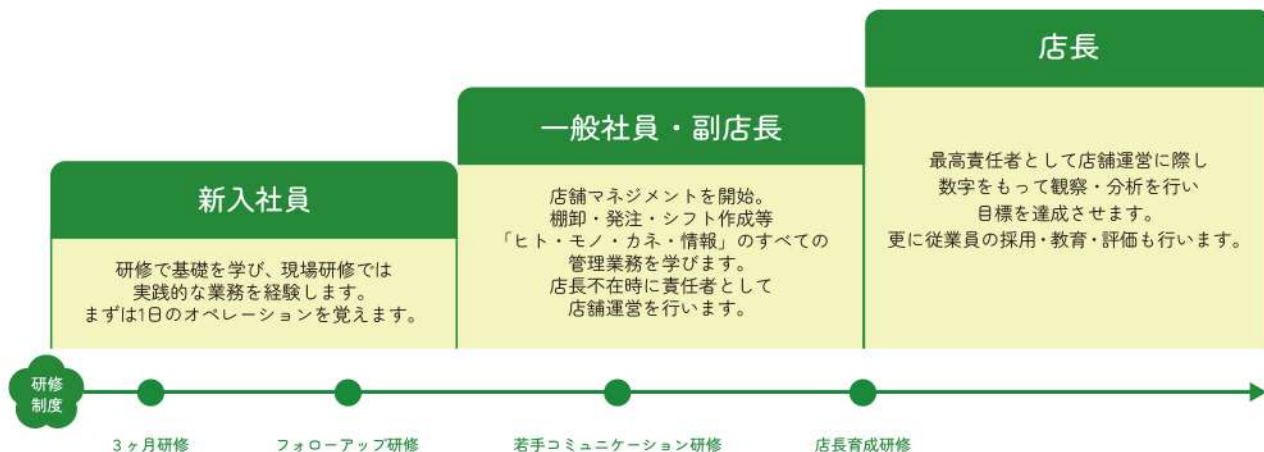 新入社員
研修で基礎を学び、現場研修では
実践的な業務を経験します。
まずは1日のオペレーションを覚えます。
一般社員・副店長
店舗マネジメントを開始。
棚卸・発注・シフト作成等
「ヒト・モノ・カネ・情報」のすべての
管理業務を学びます。
店長不在時に責任者として
店舗運営を行います。
店長
最高責任者として店舗運営に際し
数字をもって観察・分析を行い
目標を達成させます。
更に従業員の採用・教育・評価も行います。
研修
制度
3ヶ月研修
フォローアップ研修
若手コミュニケーション研修
店長育成研修